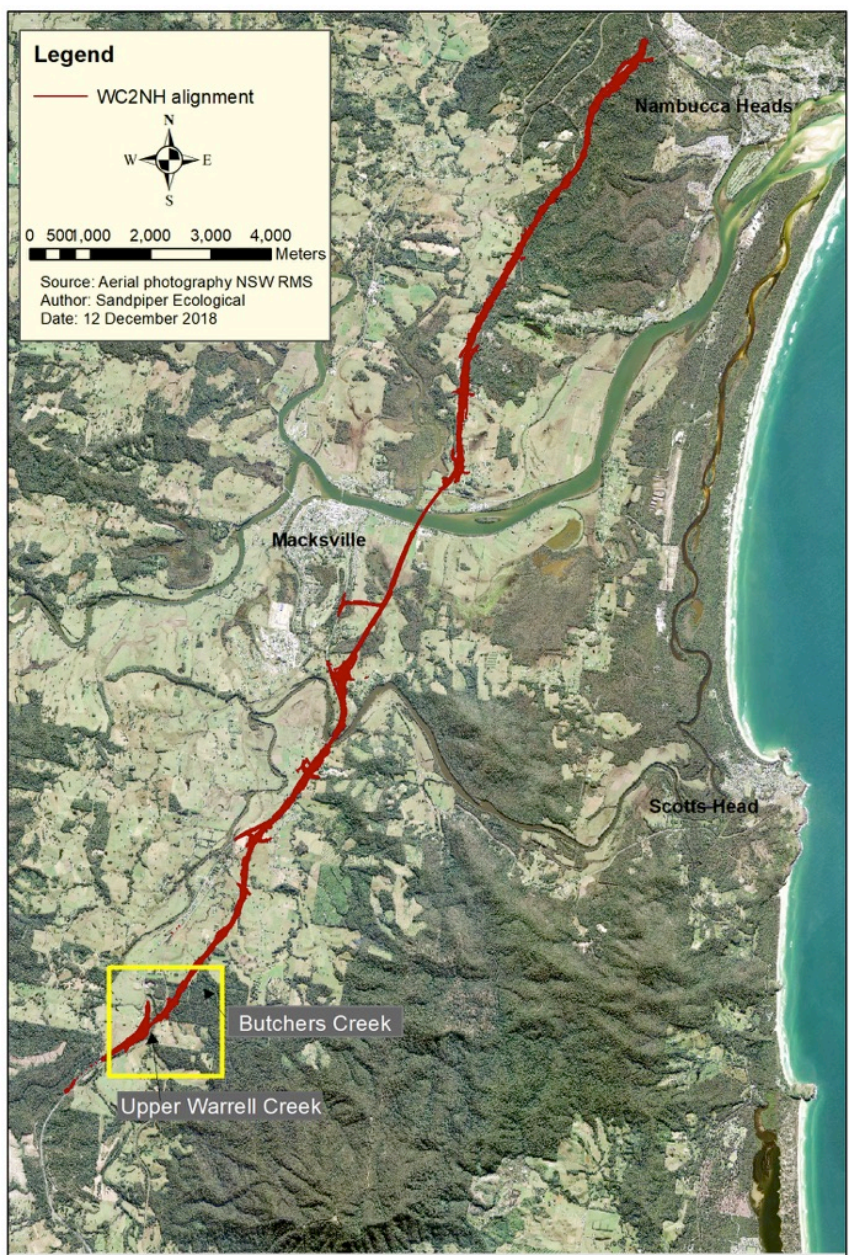 Legend
WC2NH alignment
N
W E
S
0 5001,000 2,000 3,000 4,000
Meters
Source: Aerial photography NSW RMS
Author: Sandpiper Ecological
Date: 12 December 2018
Nambucca Heads
Macksville
Scotts Head
Butchers Creek
Upper Warrell Creek